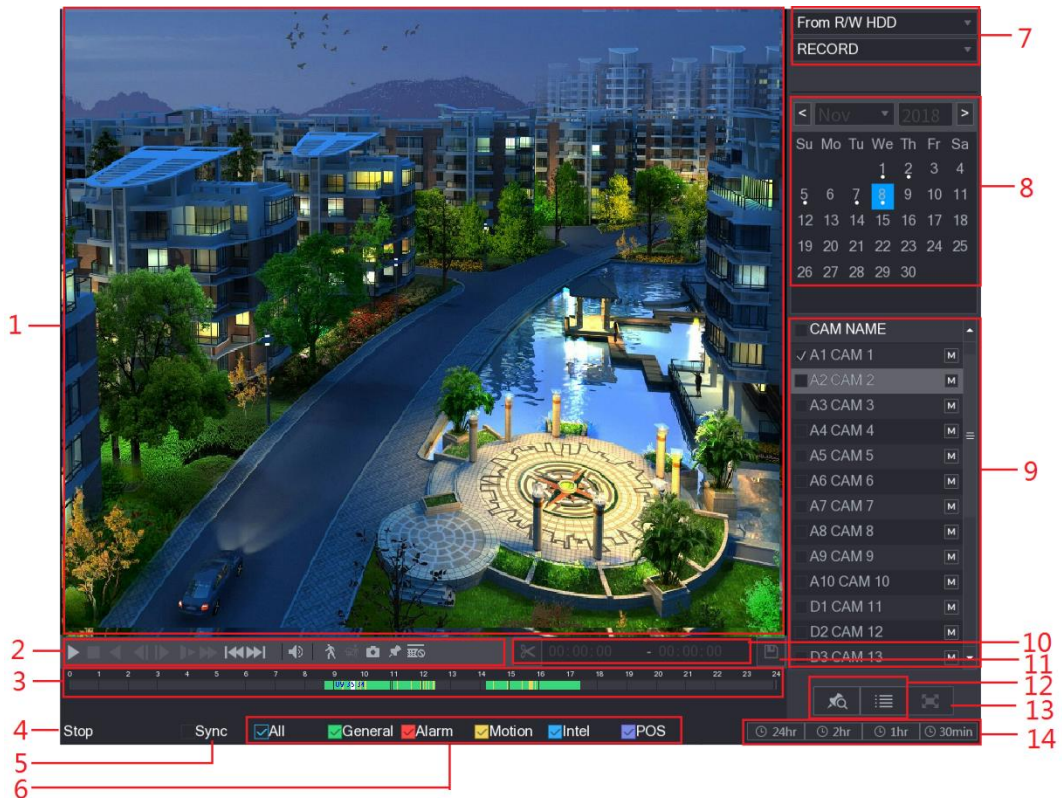 From R/W HDD
7
RECORD
< Nov 2018 >
Su Mo Tu We Th Fr Sa
1 2 3 4
8
5 6 7 8 9 10 11
12 13 14 15 16 17 18
19 20 21 22 23 24 25
26 27 28 29 30
1
CAM NAME
A1 CAM 1 M
A2 CAM 2 M
A3 CAM 3 M
A4 CAM 4 M
A5 CAM 5 M
9
A6 CAM 6 M
A7 CAM 7 M
A8 CAM 8 M
A9 CAM 9 M
A10 CAM 10 M
D1 CAM 11 M
D2 CAM 12 M
D3 CAM 13 M
10
2
00:00:00 - 00:00:00
11
3
0 1 2 3 4 5 6 7 8 9 10 11 12 13 14 15 16 17 18 19 20 21 22 23 24
12
13
4
Stop Sync All General Alarm Motion Intel POS
24hr 2hr 1hr 30min
14
5
6